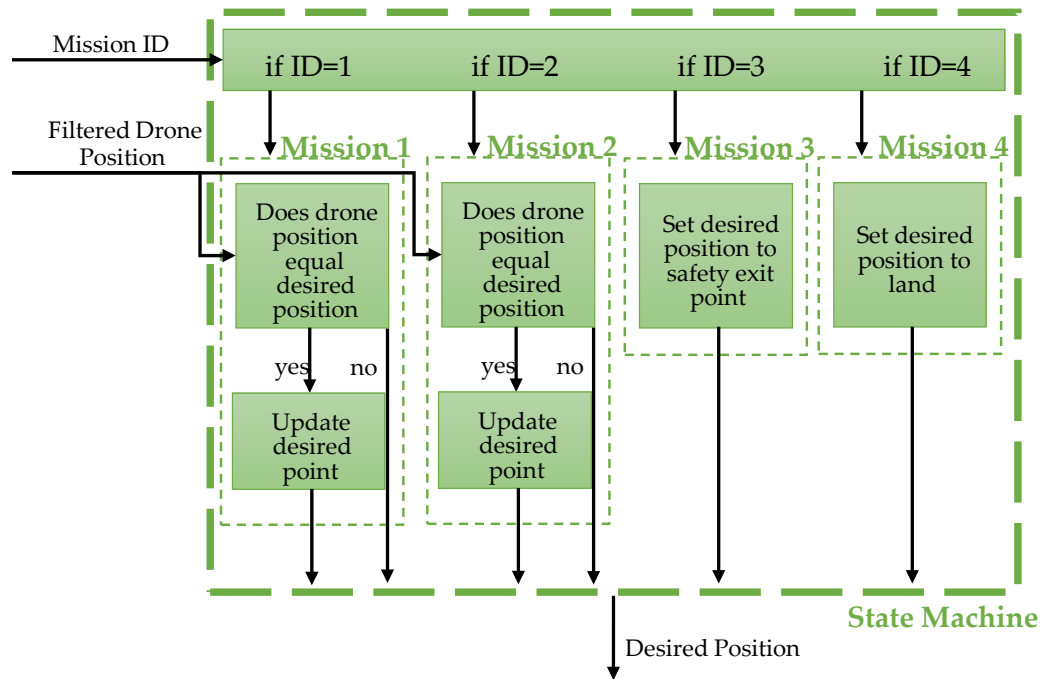 Mission ID
if ID=1
if ID=2
if ID=3
if ID=4
Filtered Drone
Position
Mission 1
Mission 2
Mission 3
Mission 4
Does drone
position
equal
desired
position
Does drone
position
equal
desired
position
Set desired
position to
safety exit
point
Set desired
position to
land
yes
no
yes
no
Update
desired
point
Update
desired
point
State Machine
Desired Position